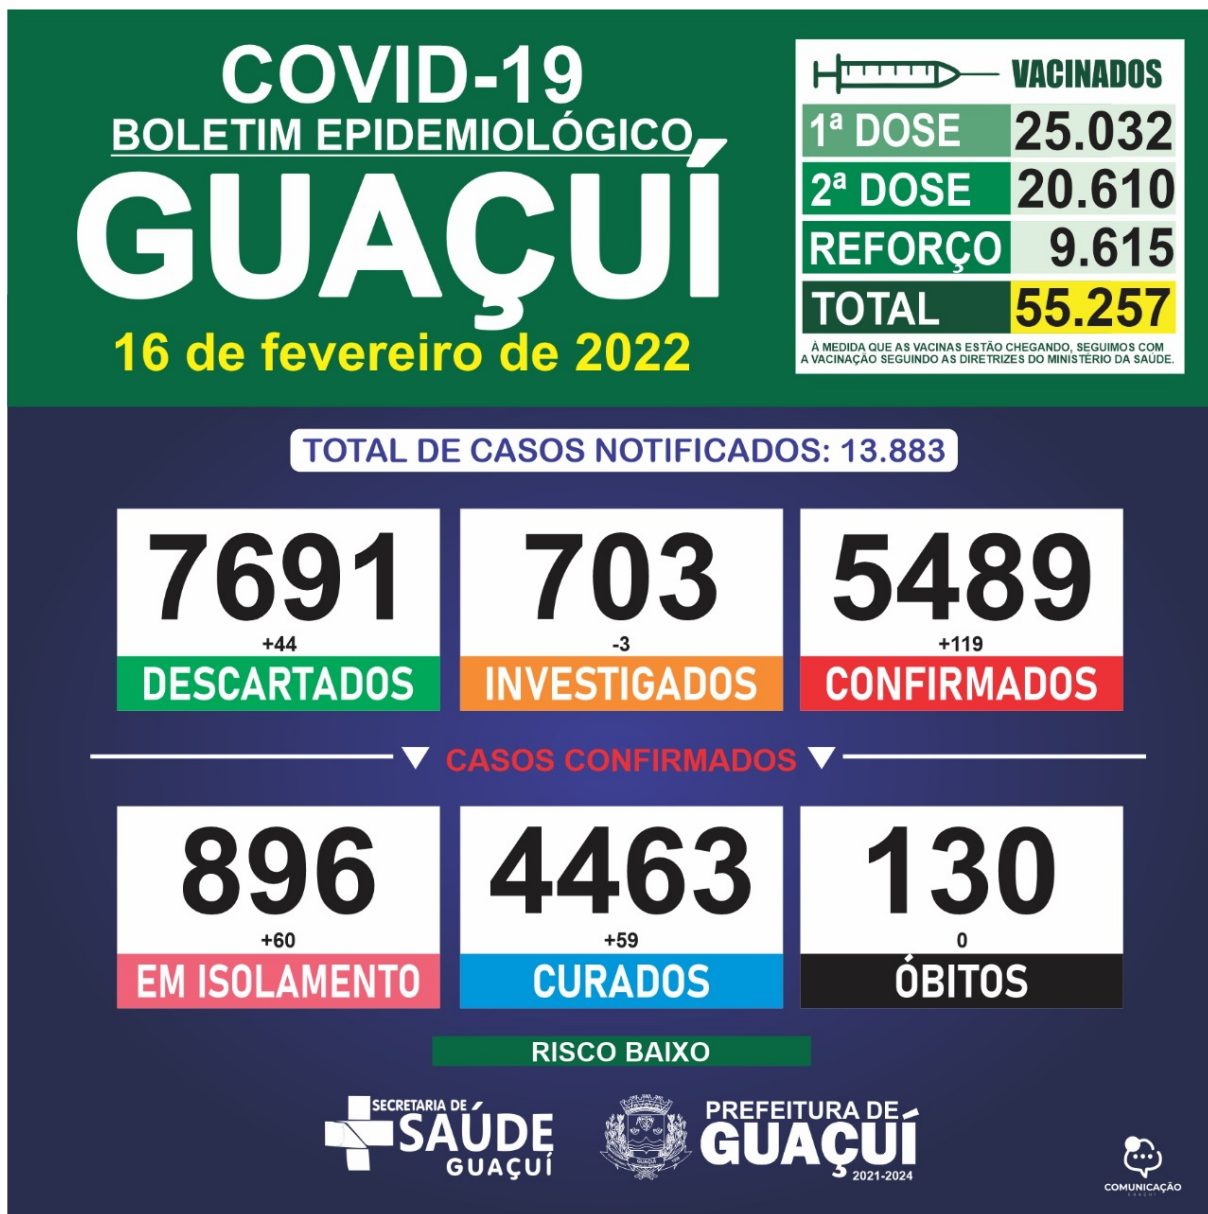 COVID-19
BOLETIM EPIDEMIOLÓGICO
GUAÇUÍ
16 de fevereiro de 2022
VACINADOS
1ª DOSE 25.032
2ª DOSE 20.610
REFORÇO 9.615
TOTAL 55.257
À MEDIDA QUE AS VACINAS ESTÃO CHEGANDO, SEGUIMOS COM
A VACINAÇÃO SEGUINDO AS DIRETRIZES DO MINISTÉRIO DA SAÚDE.
TOTAL DE CASOS NOTIFICADOS: 13.883
7691
+44
DESCARTADOS
703
-3
INVESTIGADOS
5489
+119
CONFIRMADOS
CASOS CONFIRMADOS
896
+60
EM ISOLAMENTO
4463
+59
CURADOS
130
0
ÓBITOS
RISCO BAIXO
SECRETARIA DE
SAÚDE
GUAÇUÍ
PREFEITURA DE
GUAÇUÍ
2021-2024
COMUNICAÇÃO
GUAÇUÍ